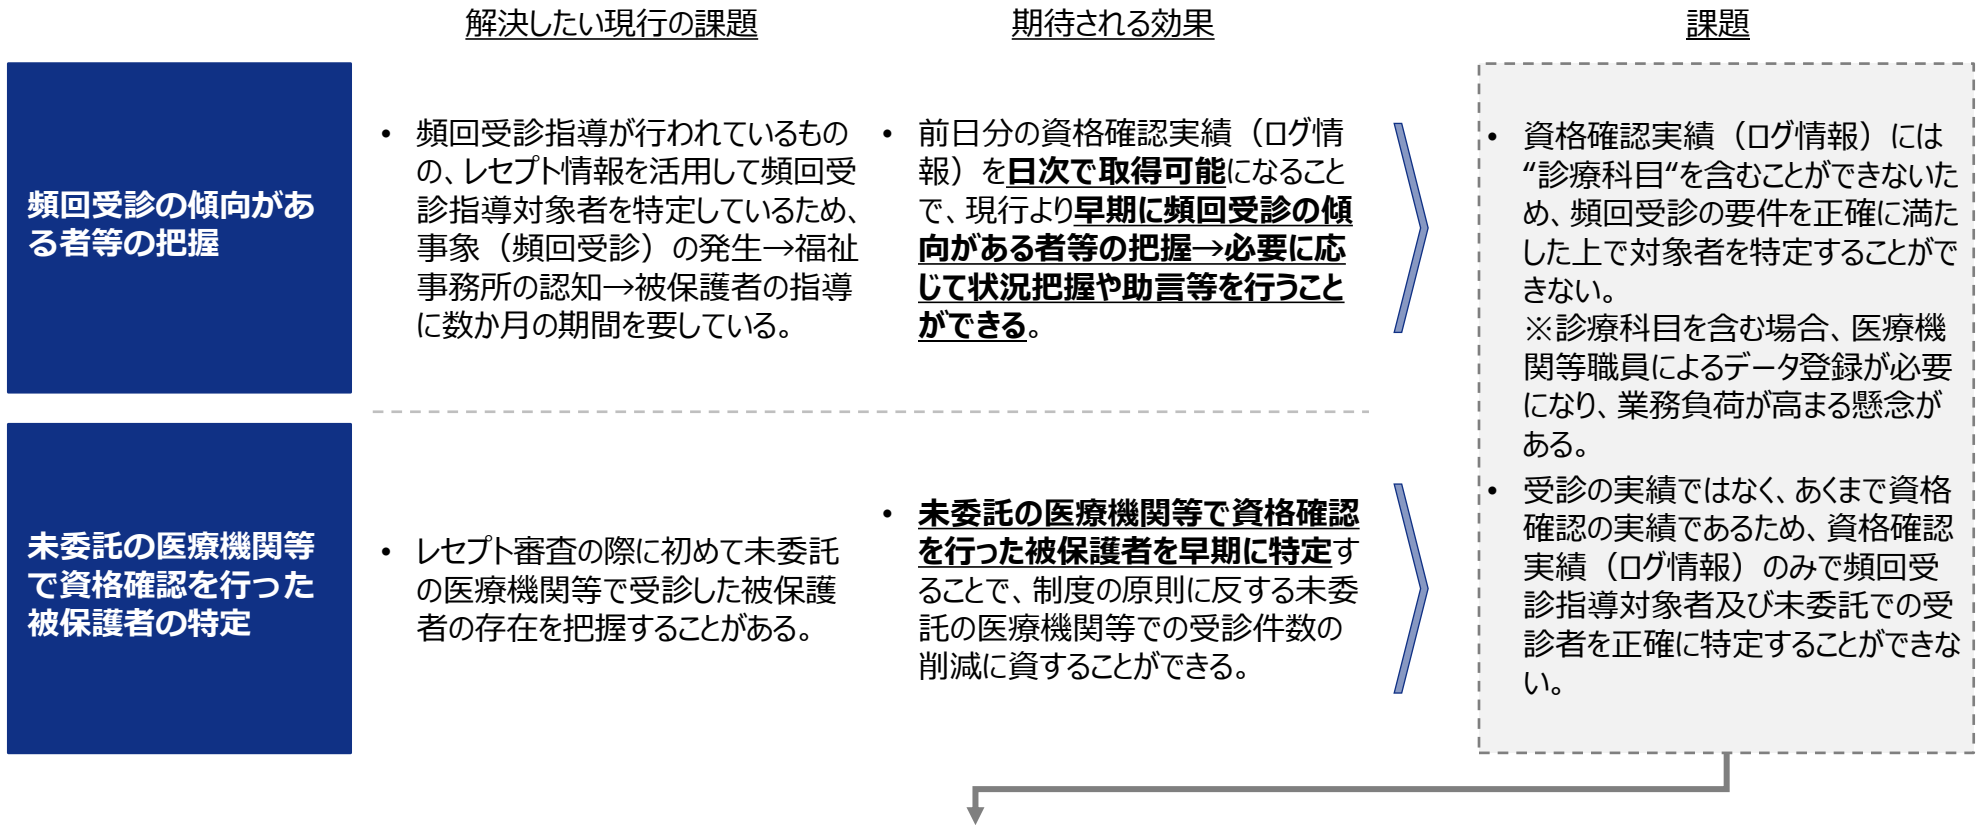 解決したい現行の課題
期待される効果
課題
頻回受診の傾向があ
る者等の把握
• 頻回受診指導が行われているもの
の、レセプト情報を活用して頻回受
診指導対象者を特定しているため、
事象（頻回受診）の発生→福祉
事務所の認知→被保護者の指導
に数か月の期間を要している。
• 前日分の資格確認実績（ログ情
報）を日次で取得可能になること
で、現行より早期に頻回受診の傾
向がある者等の把握→必要に応
じて状況把握や助言等を行うこと
ができる。
未委託の医療機関等
で資格確認を行った
被保護者の特定
• レセプト審査の際に初めて未委託
の医療機関等で受診した被保護
者の存在を把握することがある。
• 未委託の医療機関等で資格確認
を行った被保護者を早期に特定す
ることで、制度の原則に反する未委
託の医療機関等での受診件数の
削減に資することができる。
• 資格確認実績（ログ情報）には
“診療科目“を含むことができないた
め、頻回受診の要件を正確に満た
した上で対象者を特定することがで
きない。
※診療科目を含む場合、医療機
関等職員によるデータ登録が必要
になり、業務負荷が高まる懸念が
ある。
• 受診の実績ではなく、あくまで資格
確認の実績であるため、資格確認
実績（ログ情報）のみで頻回受
診指導対象者及び未委託での受
診者を正確に特定することができな
い。